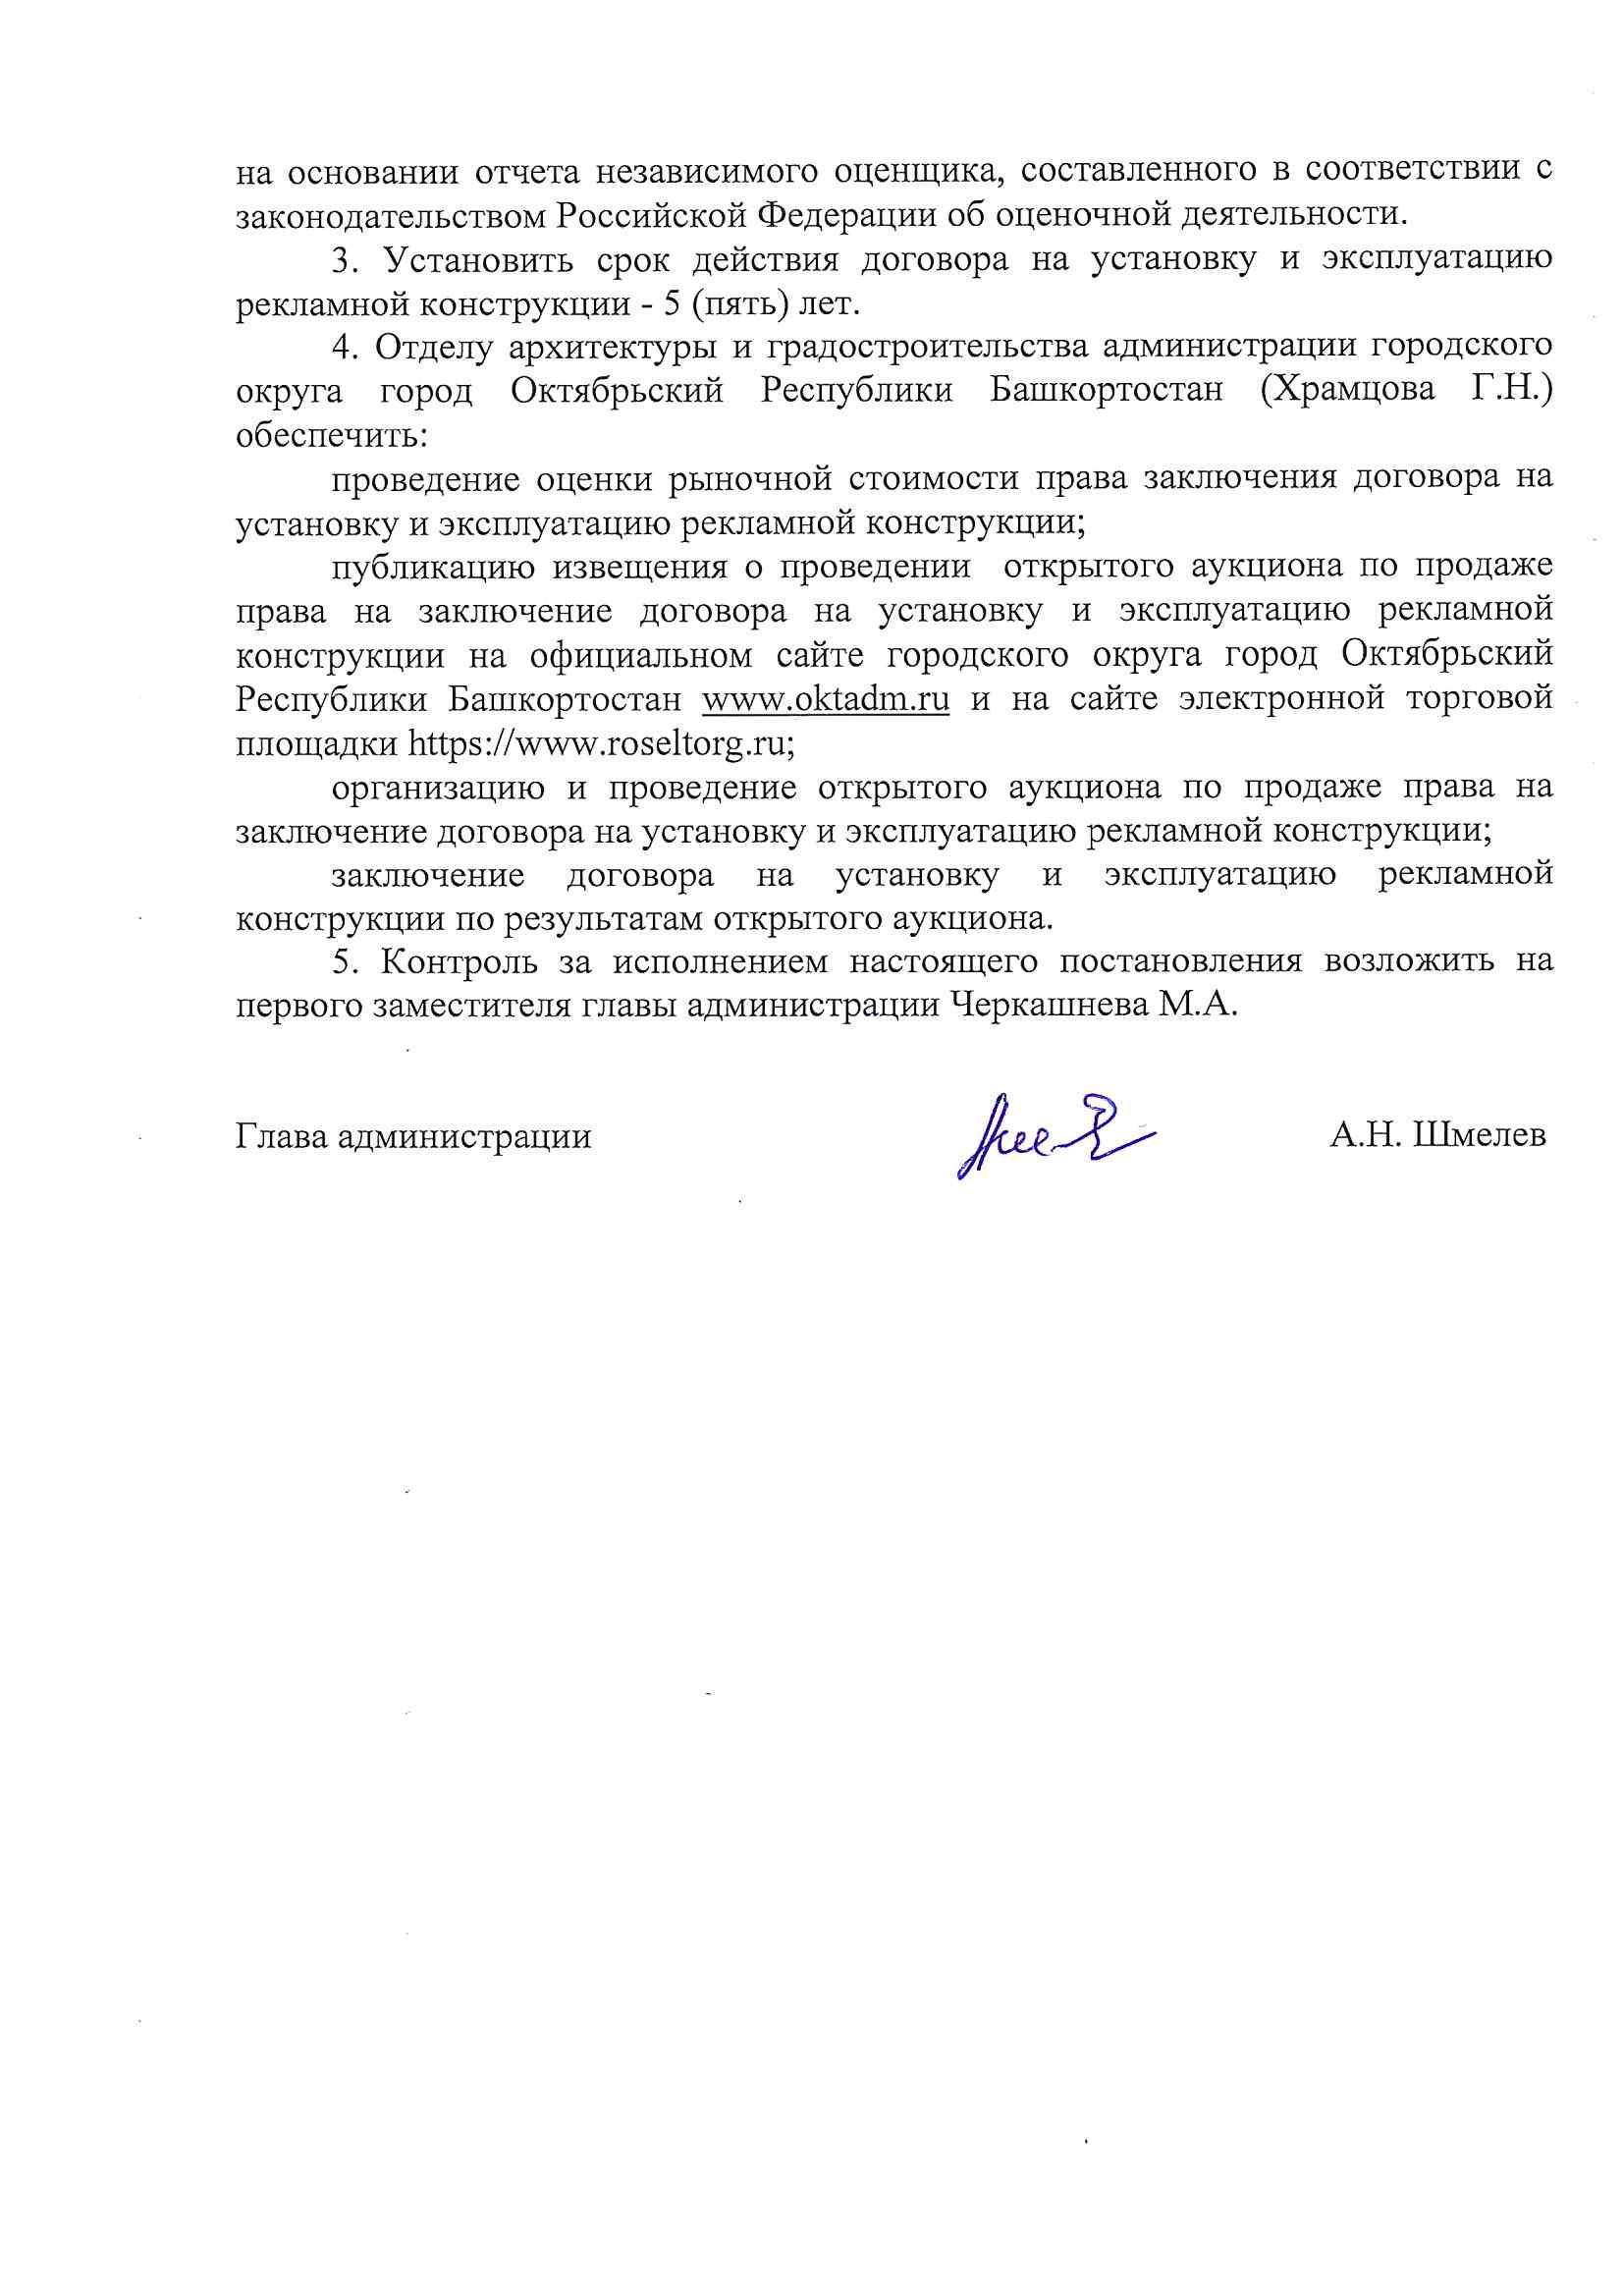 на основании отчета независимого оценщика, составленного в соответствии с
законодательством Российской Федерации об оценочной деятельности.
3. Установить срок действия договора на установку и эксплуатацию
рекламной конструкции - 5 (пять) лет.
4. Отделу архитектуры и градостроительства администрации городского
округа город Октябрьский Республики Башкортостан (Храмцова Г.Н.)
обеспечить:
проведение оценки рыночной стоимости права заключения договора на
установку и эксплуатацию рекламной конструкции;
публикацию извещения о проведении открытого аукциона по продаже
права на заключение договора на установку и эксплуатацию рекламной
конструкции на официальном сайте городского округа город Октябрьский
Республики Башкортостан www.oktadm.ru и на сайте электронной торговой
площадки https://www.roseltorg.ru;
организацию и проведение открытого аукциона по продаже права на
заключение договора на установку и эксплуатацию рекламной конструкции;
заключение договора на установку и эксплуатацию рекламной
конструкции по результатам открытого аукциона.
5. Контроль за исполнением настоящего постановления возложить на
первого заместителя главы администрации Черкашнева М.А.
Глава администрации А.Н. Шмелев